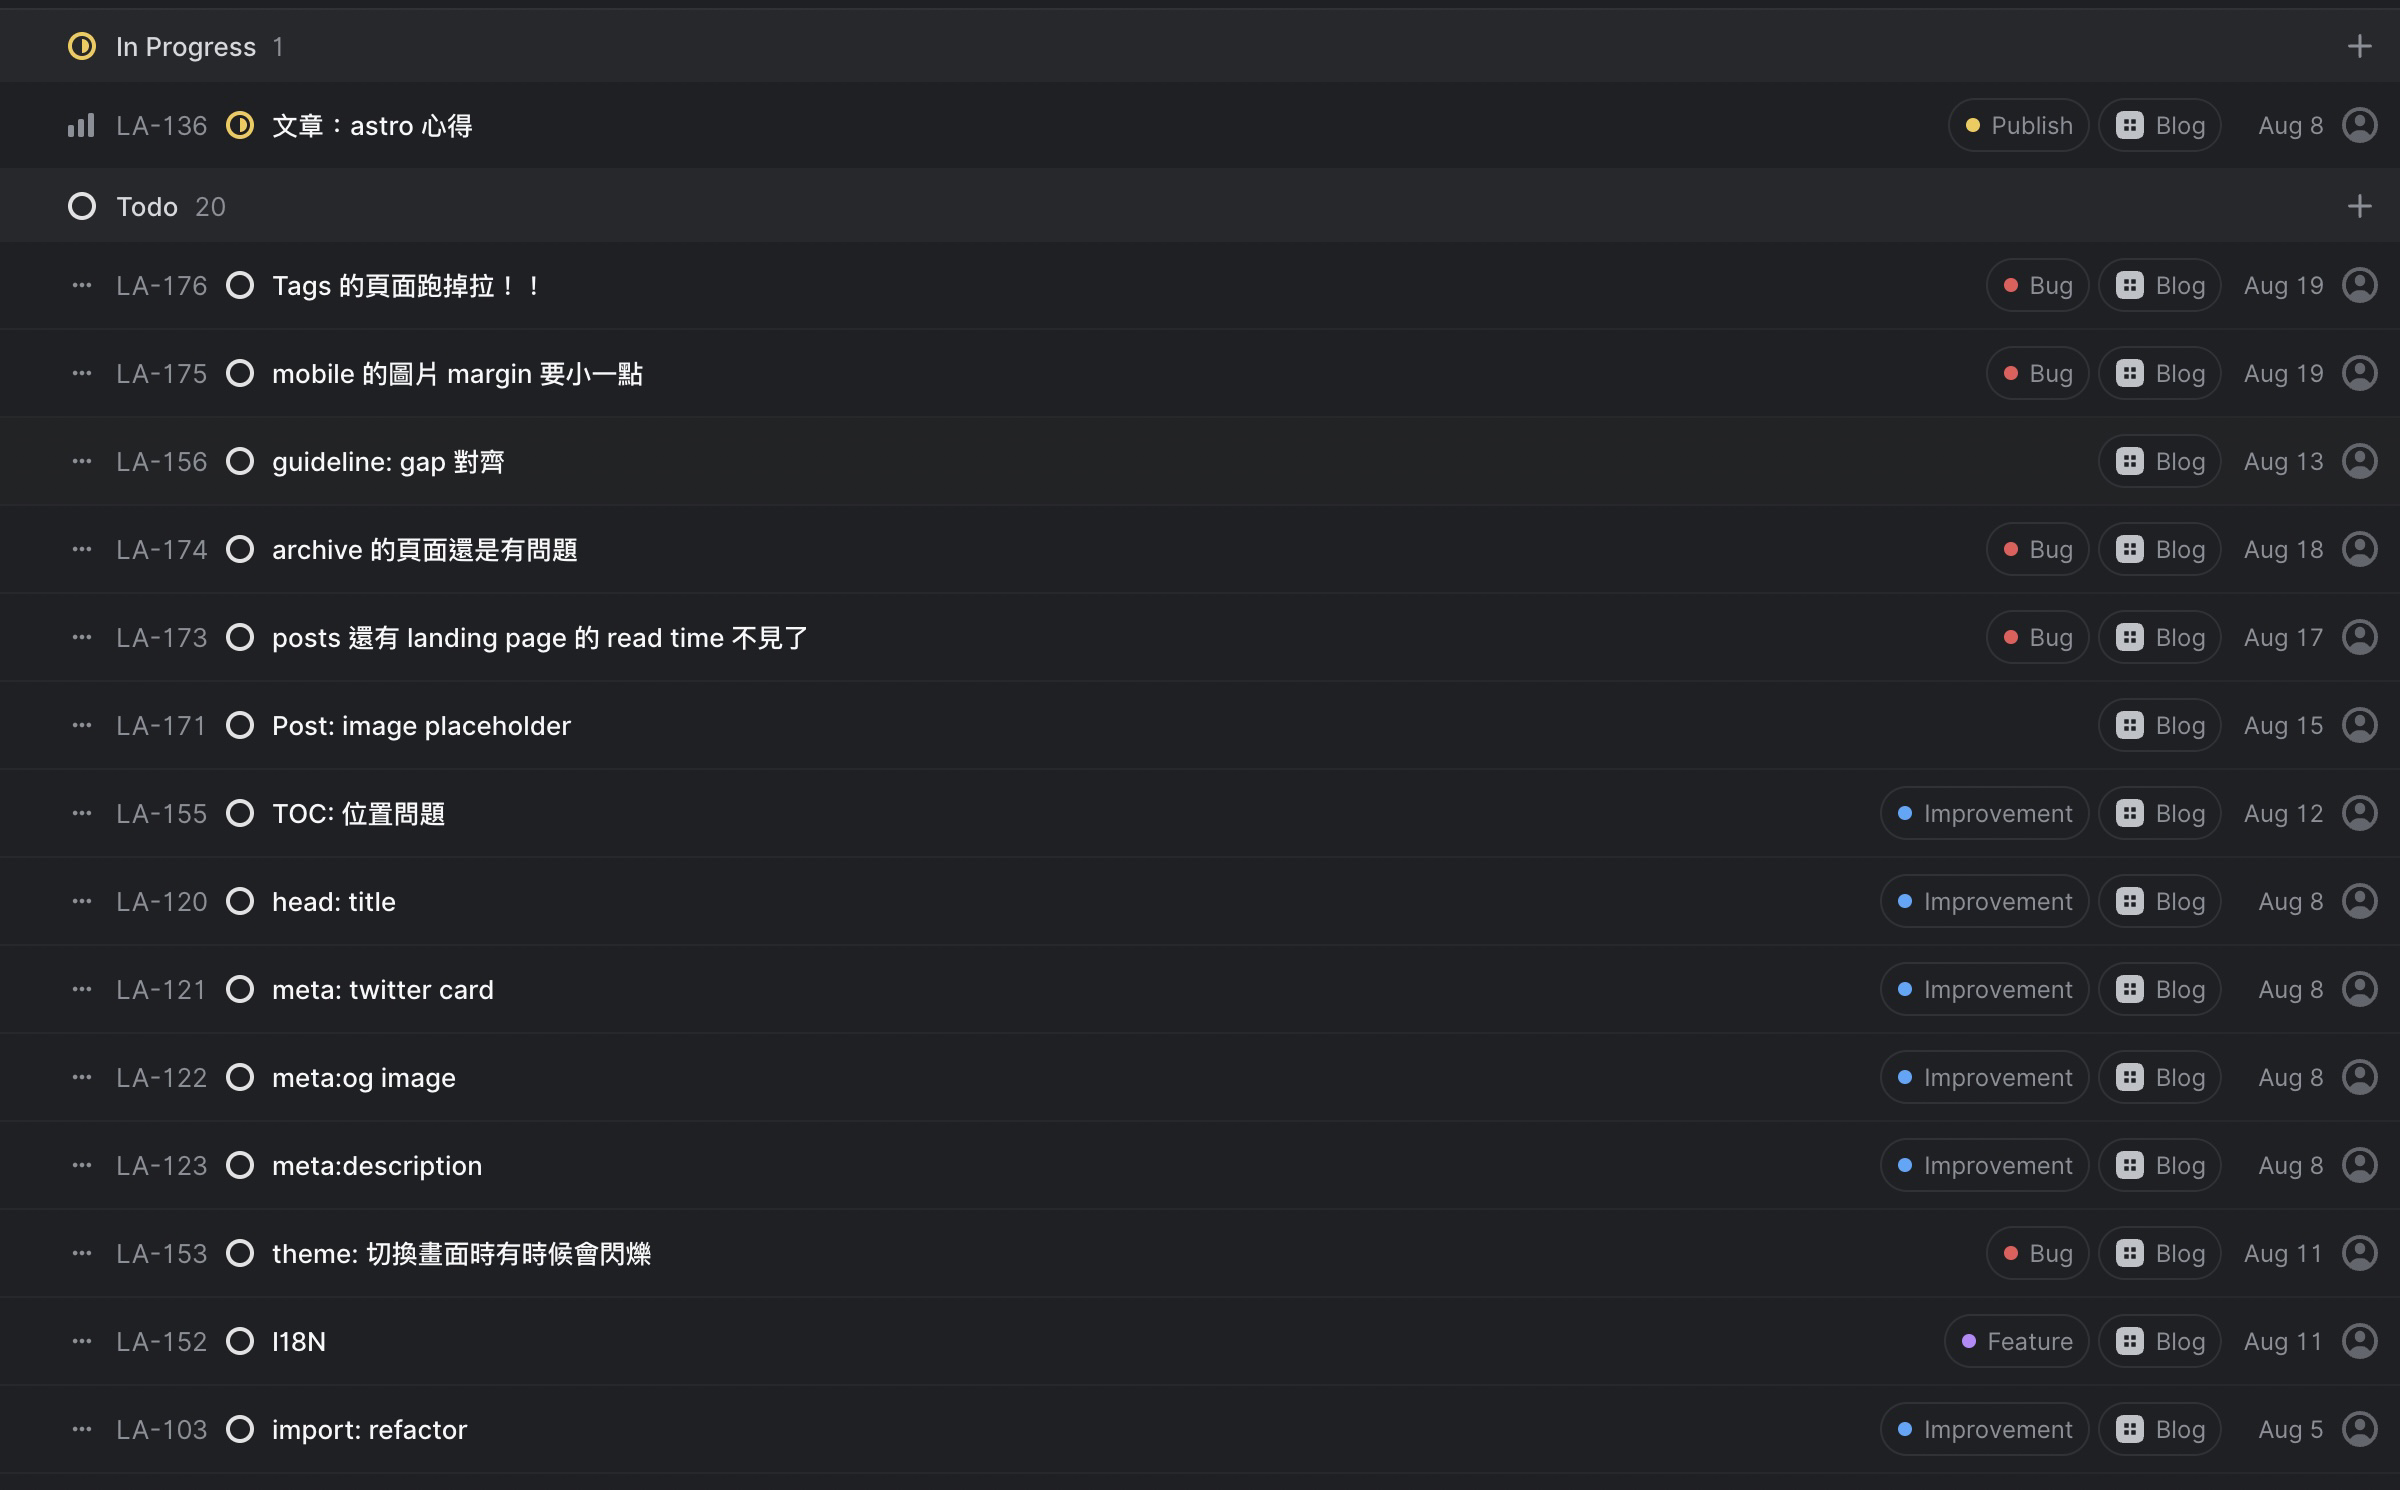 In Progress 1
LA-136 文章：astro 心得 Publish Blog Aug 8
Todo 20
LA-176 Tags 的頁面跑掉拉！！ Bug Blog Aug 19
LA-175 mobile 的圖片 margin 要小一點 Bug Blog Aug 19
LA-156 guideline: gap 對齊 Blog Aug 13
LA-174 archive 的頁面還是有問題 Bug Blog Aug 18
LA-173 posts 還有 landing page 的 read time 不見了 Bug Blog Aug 17
LA-171 Post: image placeholder Blog Aug 15
LA-155 TOC: 位置問題 Improvement Blog Aug 12
LA-120 head: title Improvement Blog Aug 8
LA-121 meta: twitter card Improvement Blog Aug 8
LA-122 meta:og image Improvement Blog Aug 8
LA-123 meta:description Improvement Blog Aug 8
LA-153 theme: 切換畫面時有時候會閃爍 Bug Blog Aug 11
LA-152 I18N Feature Blog Aug 11
LA-103 import: refactor Improvement Blog Aug 5